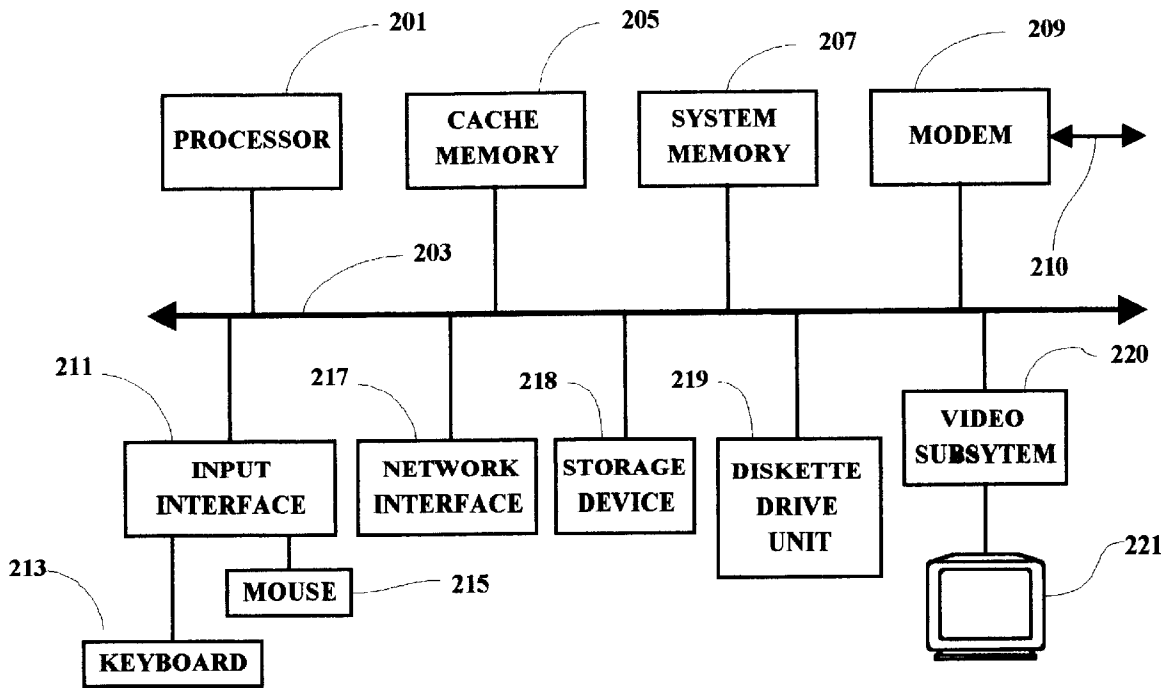 201
205
207
209
PROCESSOR
CACHE
MEMORY
SYSTEM
MEMORY
MODEM
210
203
211
217
218
219
220
INPUT
INTERFACE
NETWORK
INTERFACE
STORAGE
DEVICE
DISKETTE
DRIVE
UNIT
VIDEO
SUBSYTEM
213
MOUSE
215
221
KEYBOARD